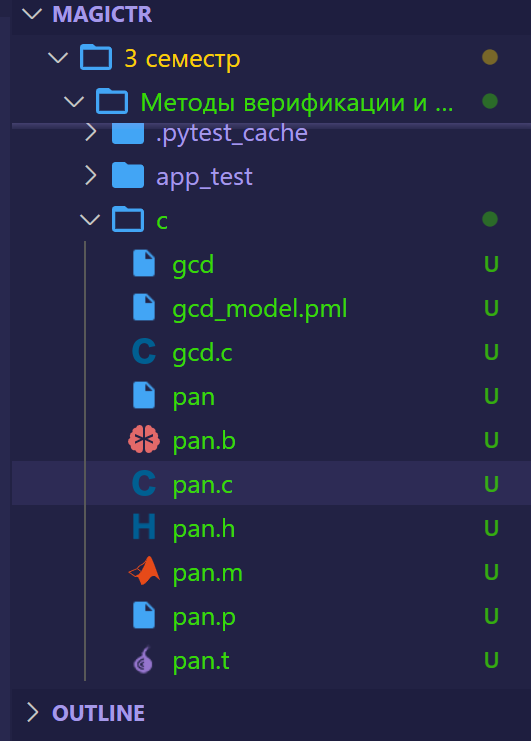 MAGICTR
3 семестр
Методы верификации и ...
.pytest_cache
app_test
c
gcd U
gcd_model.pml U
C gcd.c U
pan U
pan.b U
C pan.c U
H pan.h U
pan.m U
pan.p U
pan.t U
OUTLINE